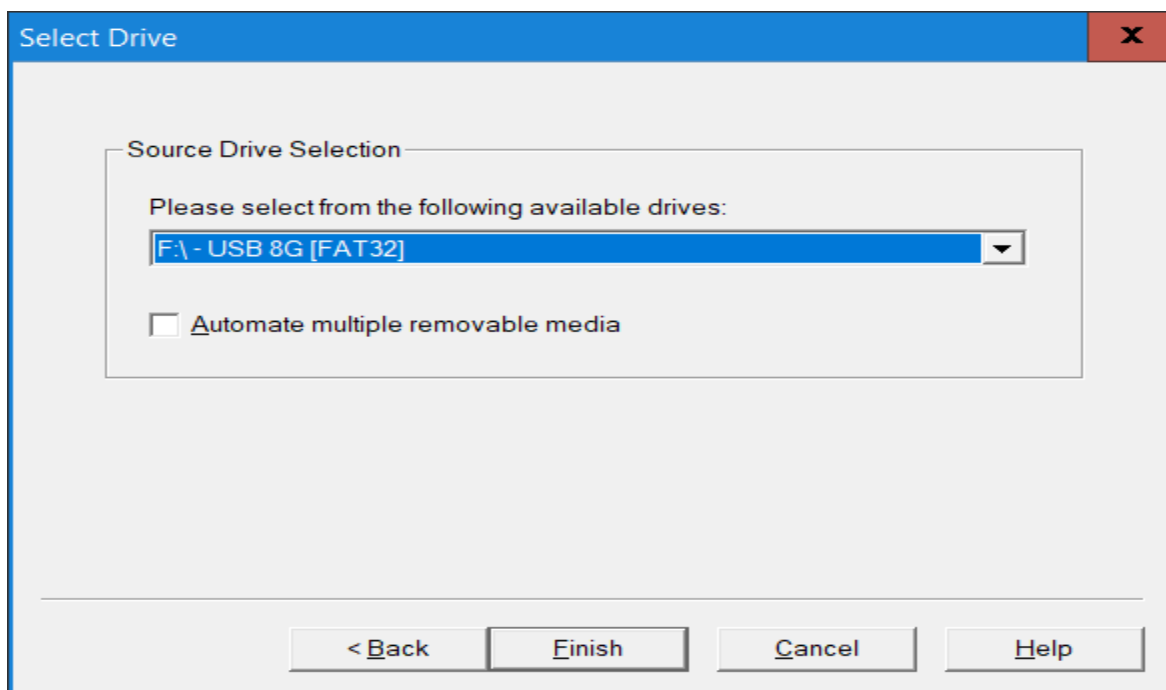 Select Drive
x
Source Drive Selection
Please select from the following available drives:
F:\ - USB 8G [FAT32]
Automate multiple removable media
< Back
Finish
Cancel
Help